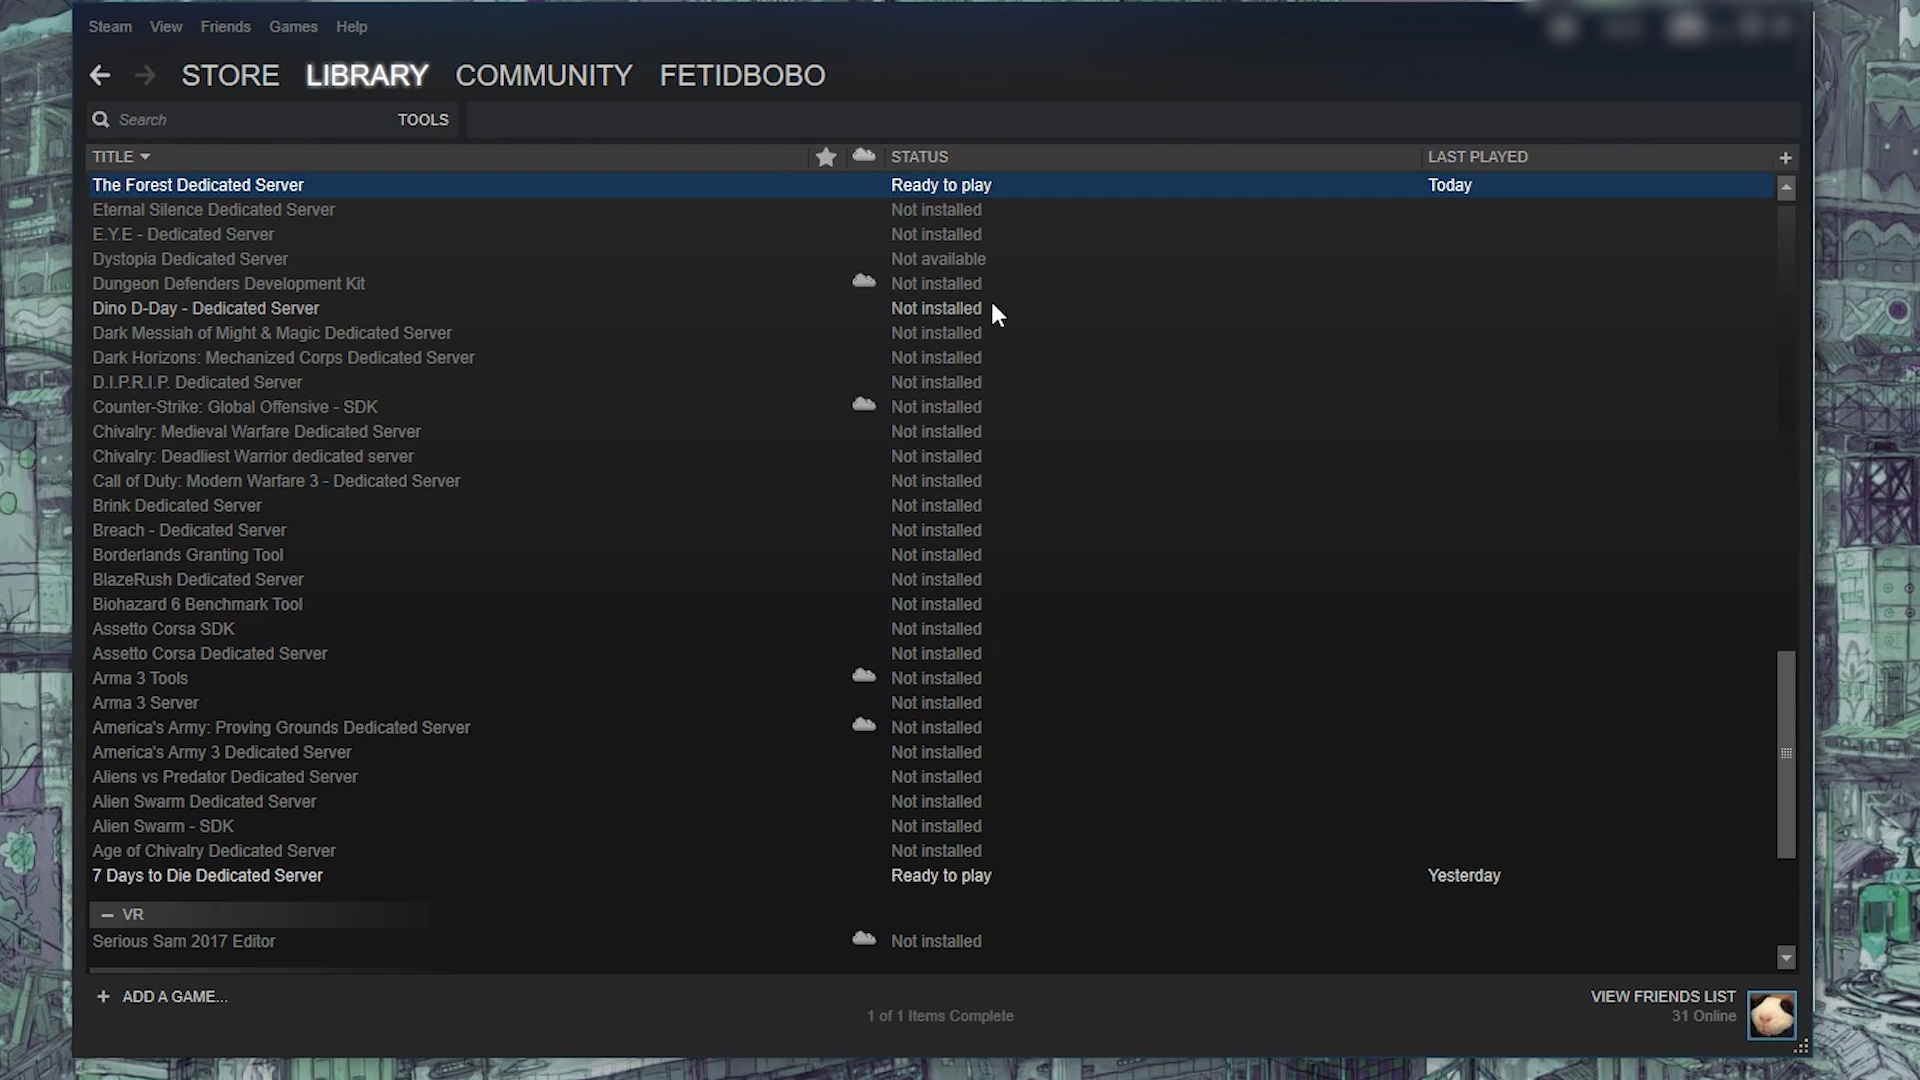 Steam View Friends Games Help
STORE LIBRARY COMMUNITY FETIDBOBO
Search TOOLS
TITLE STATUS LAST PLAYED
The Forest Dedicated Server Ready to play Today
Eternal Silence Dedicated Server Not installed
E.Y.E - Dedicated Server Not installed
Dystopia Dedicated Server Not available
Dungeon Defenders Development Kit Not installed
Dino D-Day - Dedicated Server Not installed
Dark Messiah of Might & Magic Dedicated Server Not installed
Dark Horizons: Mechanized Corps Dedicated Server Not installed
D.I.P.R.I.P. Dedicated Server Not installed
Counter-Strike: Global Offensive - SDK Not installed
Chivalry: Medieval Warfare Dedicated Server Not installed
Chivalry: Deadliest Warrior dedicated server Not installed
Call of Duty: Modern Warfare 3 - Dedicated Server Not installed
Brink Dedicated Server Not installed
Breach - Dedicated Server Not installed
Borderlands Granting Tool Not installed
BlazeRush Dedicated Server Not installed
Biohazard 6 Benchmark Tool Not installed
Assetto Corsa SDK Not installed
Assetto Corsa Dedicated Server Not installed
Arma 3 Tools Not installed
Arma 3 Server Not installed
America's Army: Proving Grounds Dedicated Server Not installed
America's Army 3 Dedicated Server Not installed
Aliens vs Predator Dedicated Server Not installed
Alien Swarm Dedicated Server Not installed
Alien Swarm - SDK Not installed
Age of Chivalry Dedicated Server Not installed
7 Days to Die Dedicated Server Ready to play Yesterday
– VR
Serious Sam 2017 Editor Not installed
+ ADD A GAME... VIEW FRIENDS LIST
1 of 1 Items Complete 31 Online